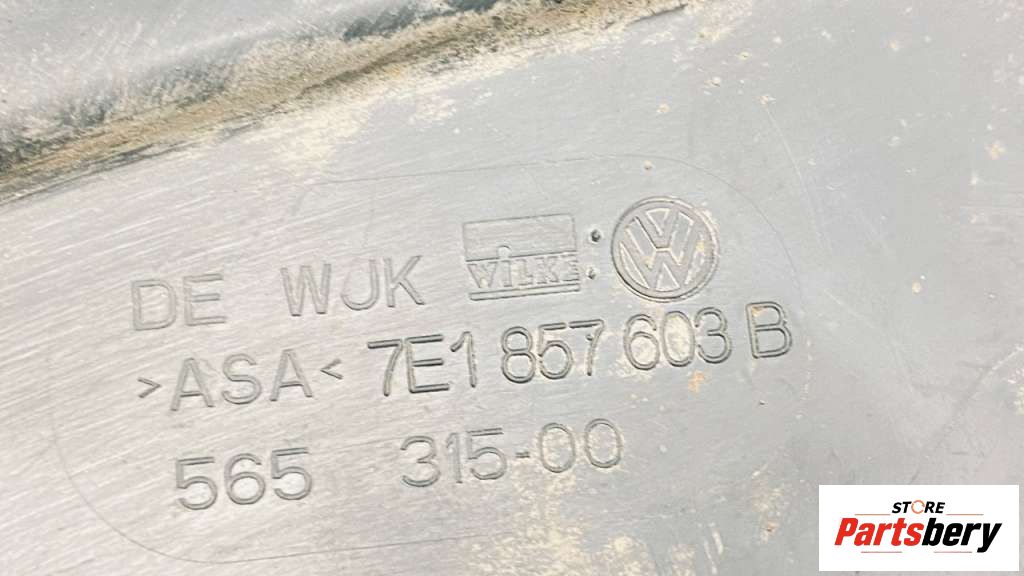 WiLKE
DE WJK
>ASA< 7E1 857 603 B
565 315-00
STORE
Partsbery